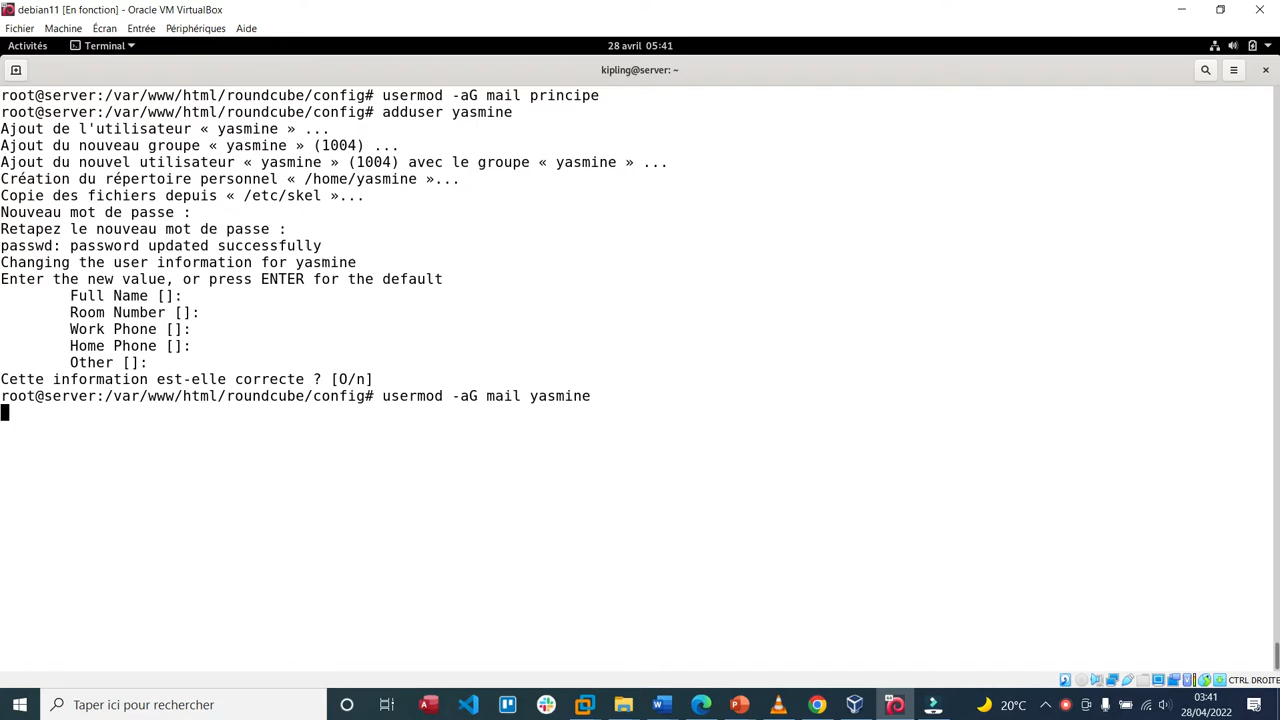 debian11 [En fonction] - Oracle VM VirtualBox
Fichier Machine Écran Entrée Périphériques Aide
Activités Terminal 28 avril 05:41
kipling@server: ~
root@server:/var/www/html/roundcube/config# usermod -aG mail principe
root@server:/var/www/html/roundcube/config# adduser yasmine
Ajout de l'utilisateur « yasmine » ...
Ajout du nouveau groupe « yasmine » (1004) ...
Ajout du nouvel utilisateur « yasmine » (1004) avec le groupe « yasmine » ...
Création du répertoire personnel « /home/yasmine »...
Copie des fichiers depuis « /etc/skel »...
Nouveau mot de passe :
Retapez le nouveau mot de passe :
passwd: password updated successfully
Changing the user information for yasmine
Enter the new value, or press ENTER for the default
Full Name []:
Room Number []:
Work Phone []:
Home Phone []:
Other []:
Cette information est-elle correcte ? [O/n]
root@server:/var/www/html/roundcube/config# usermod -aG mail yasmine
CTRL DROITE
Taper ici pour rechercher
20°C
03:41
28/04/2022